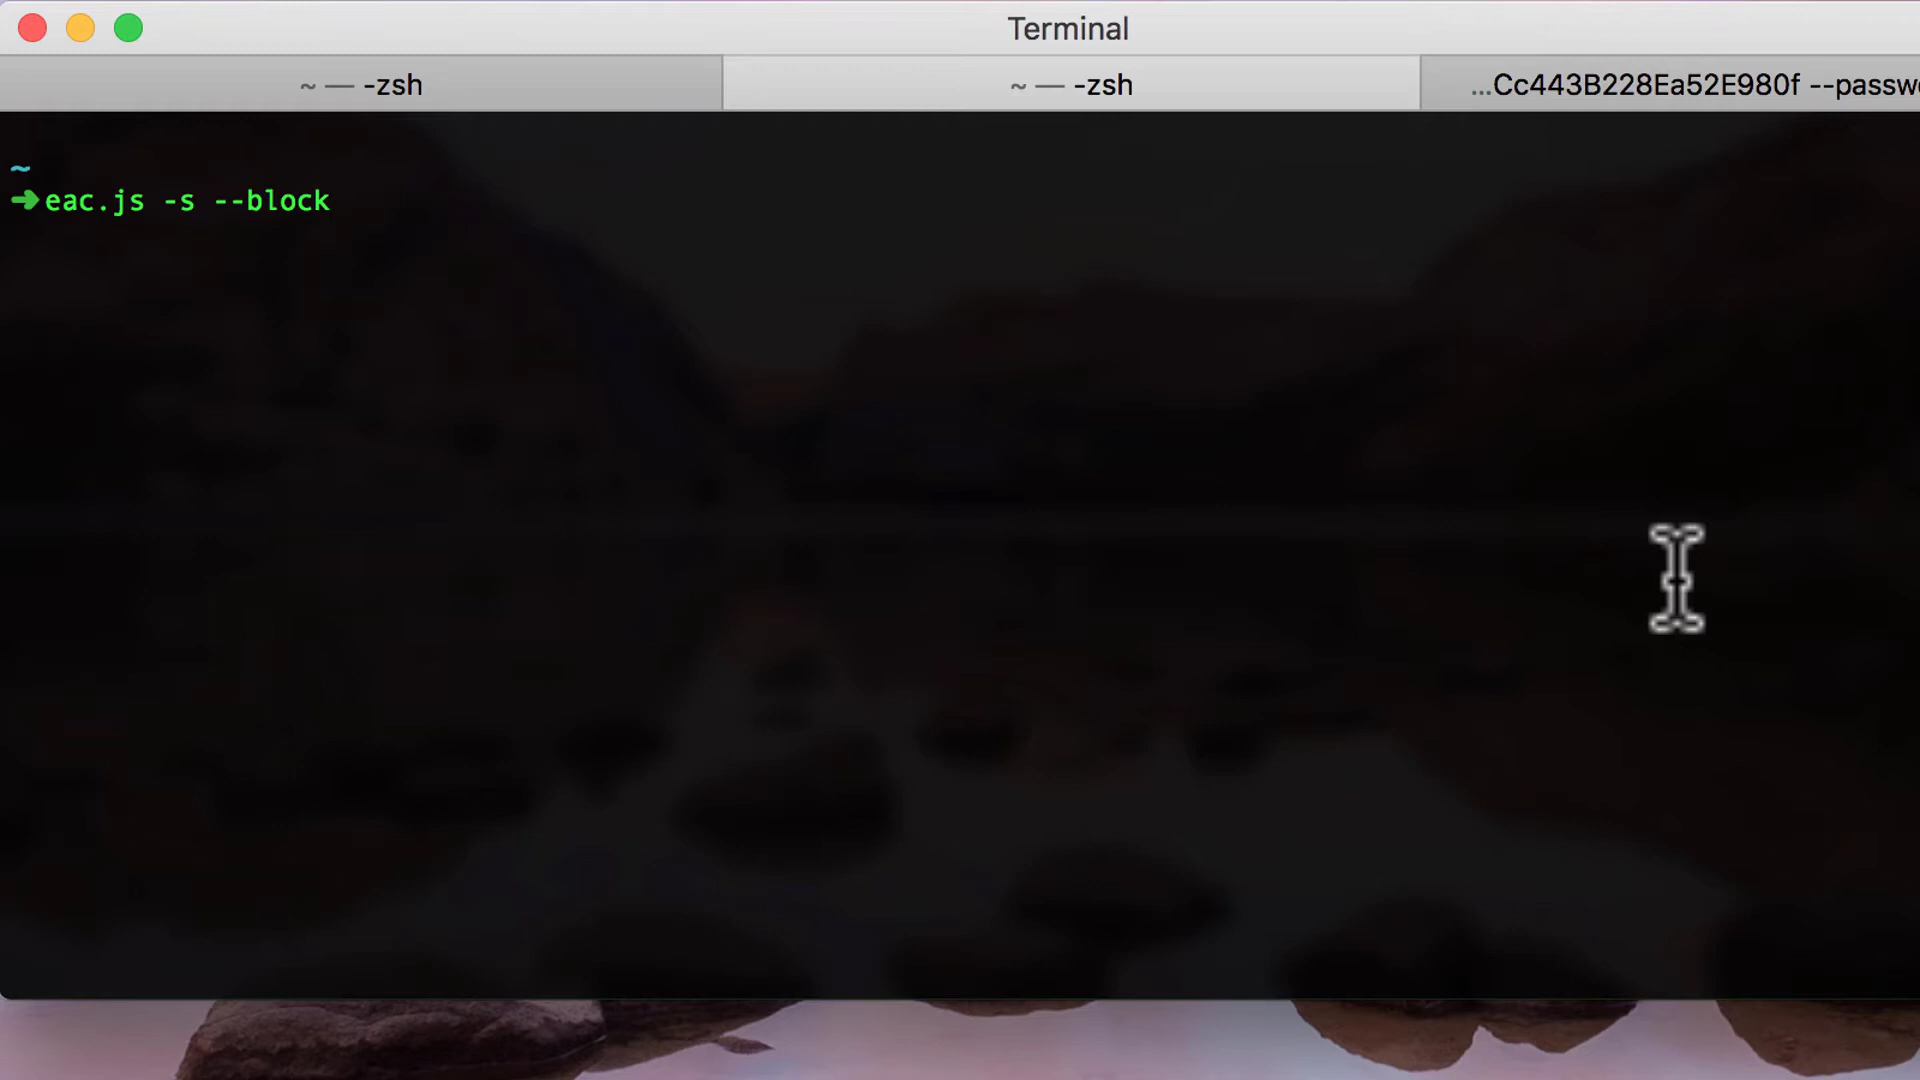 Terminal
~ — -zsh
~ — -zsh
...Cc443B228Ea52E980f --passw
~
➜ eac.js -s --block